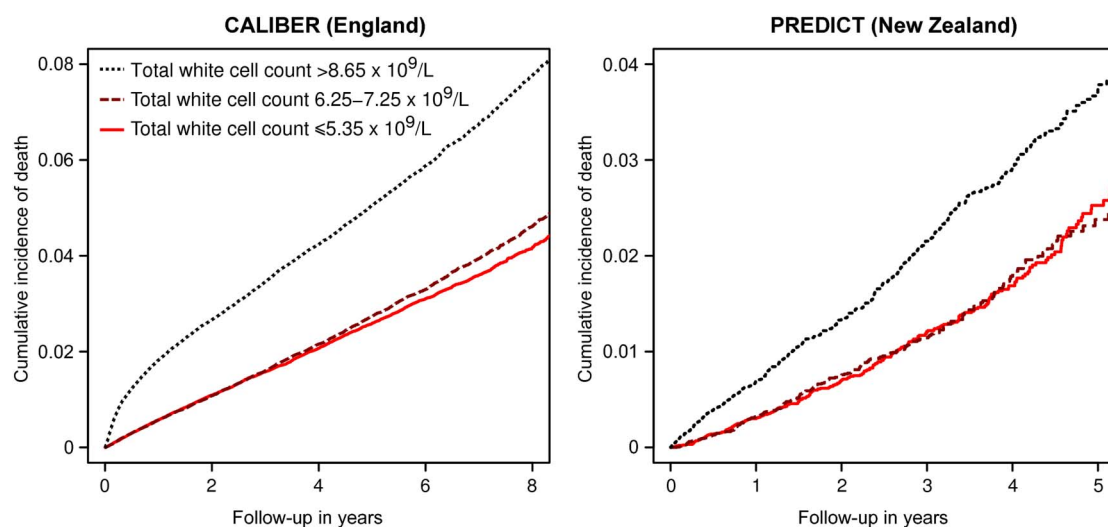 CALIBER (England)
0.08
0.06
0.04
0.02
0
Cumulative incidence of death
Total white cell count >8.65 x 10⁹/L
Total white cell count 6.25–7.25 x 10⁹/L
Total white cell count ⩽5.35 x 10⁹/L
0 2 4 6 8
Follow-up in years
PREDICT (New Zealand)
0.04
0.03
0.02
0.01
0
Cumulative incidence of death
0 1 2 3 4 5
Follow-up in years